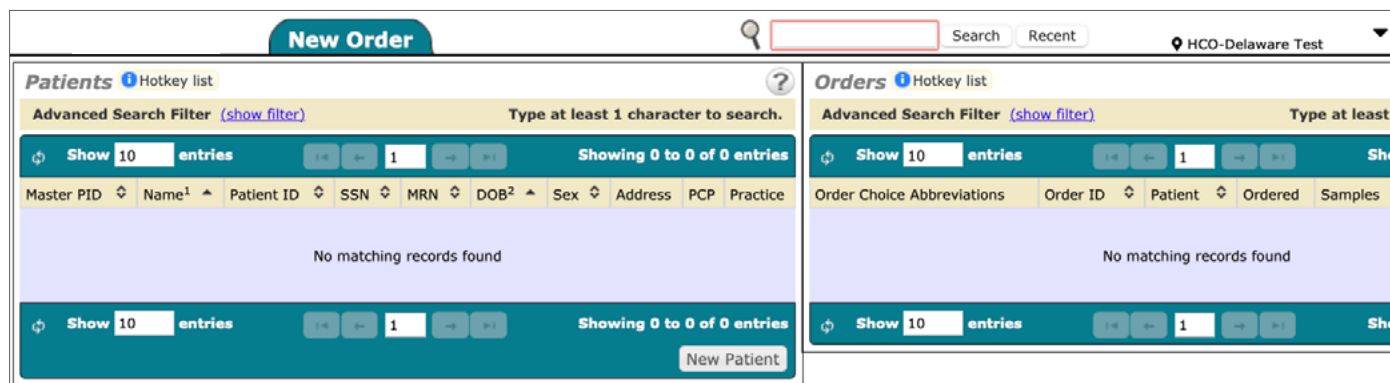 New Order
Search Recent
HCO-Delaware Test
Patients Hotkey list ?
Advanced Search Filter (show filter) Type at least 1 character to search.
Show 10 entries 1 Showing 0 to 0 of 0 entries
Master PID Name1 Patient ID SSN MRN DOB2 Sex Address PCP Practice
No matching records found
Show 10 entries 1 Showing 0 to 0 of 0 entries
New Patient
Orders Hotkey list
Advanced Search Filter (show filter) Type at least
Show 10 entries 1
Order Choice Abbreviations Order ID Patient Ordered Samples
No matching records found
Show 10 entries 1